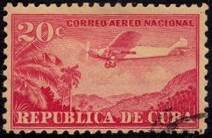 CORREO AEREO NACIONAL
20c
REPUBLICA DE CUBA